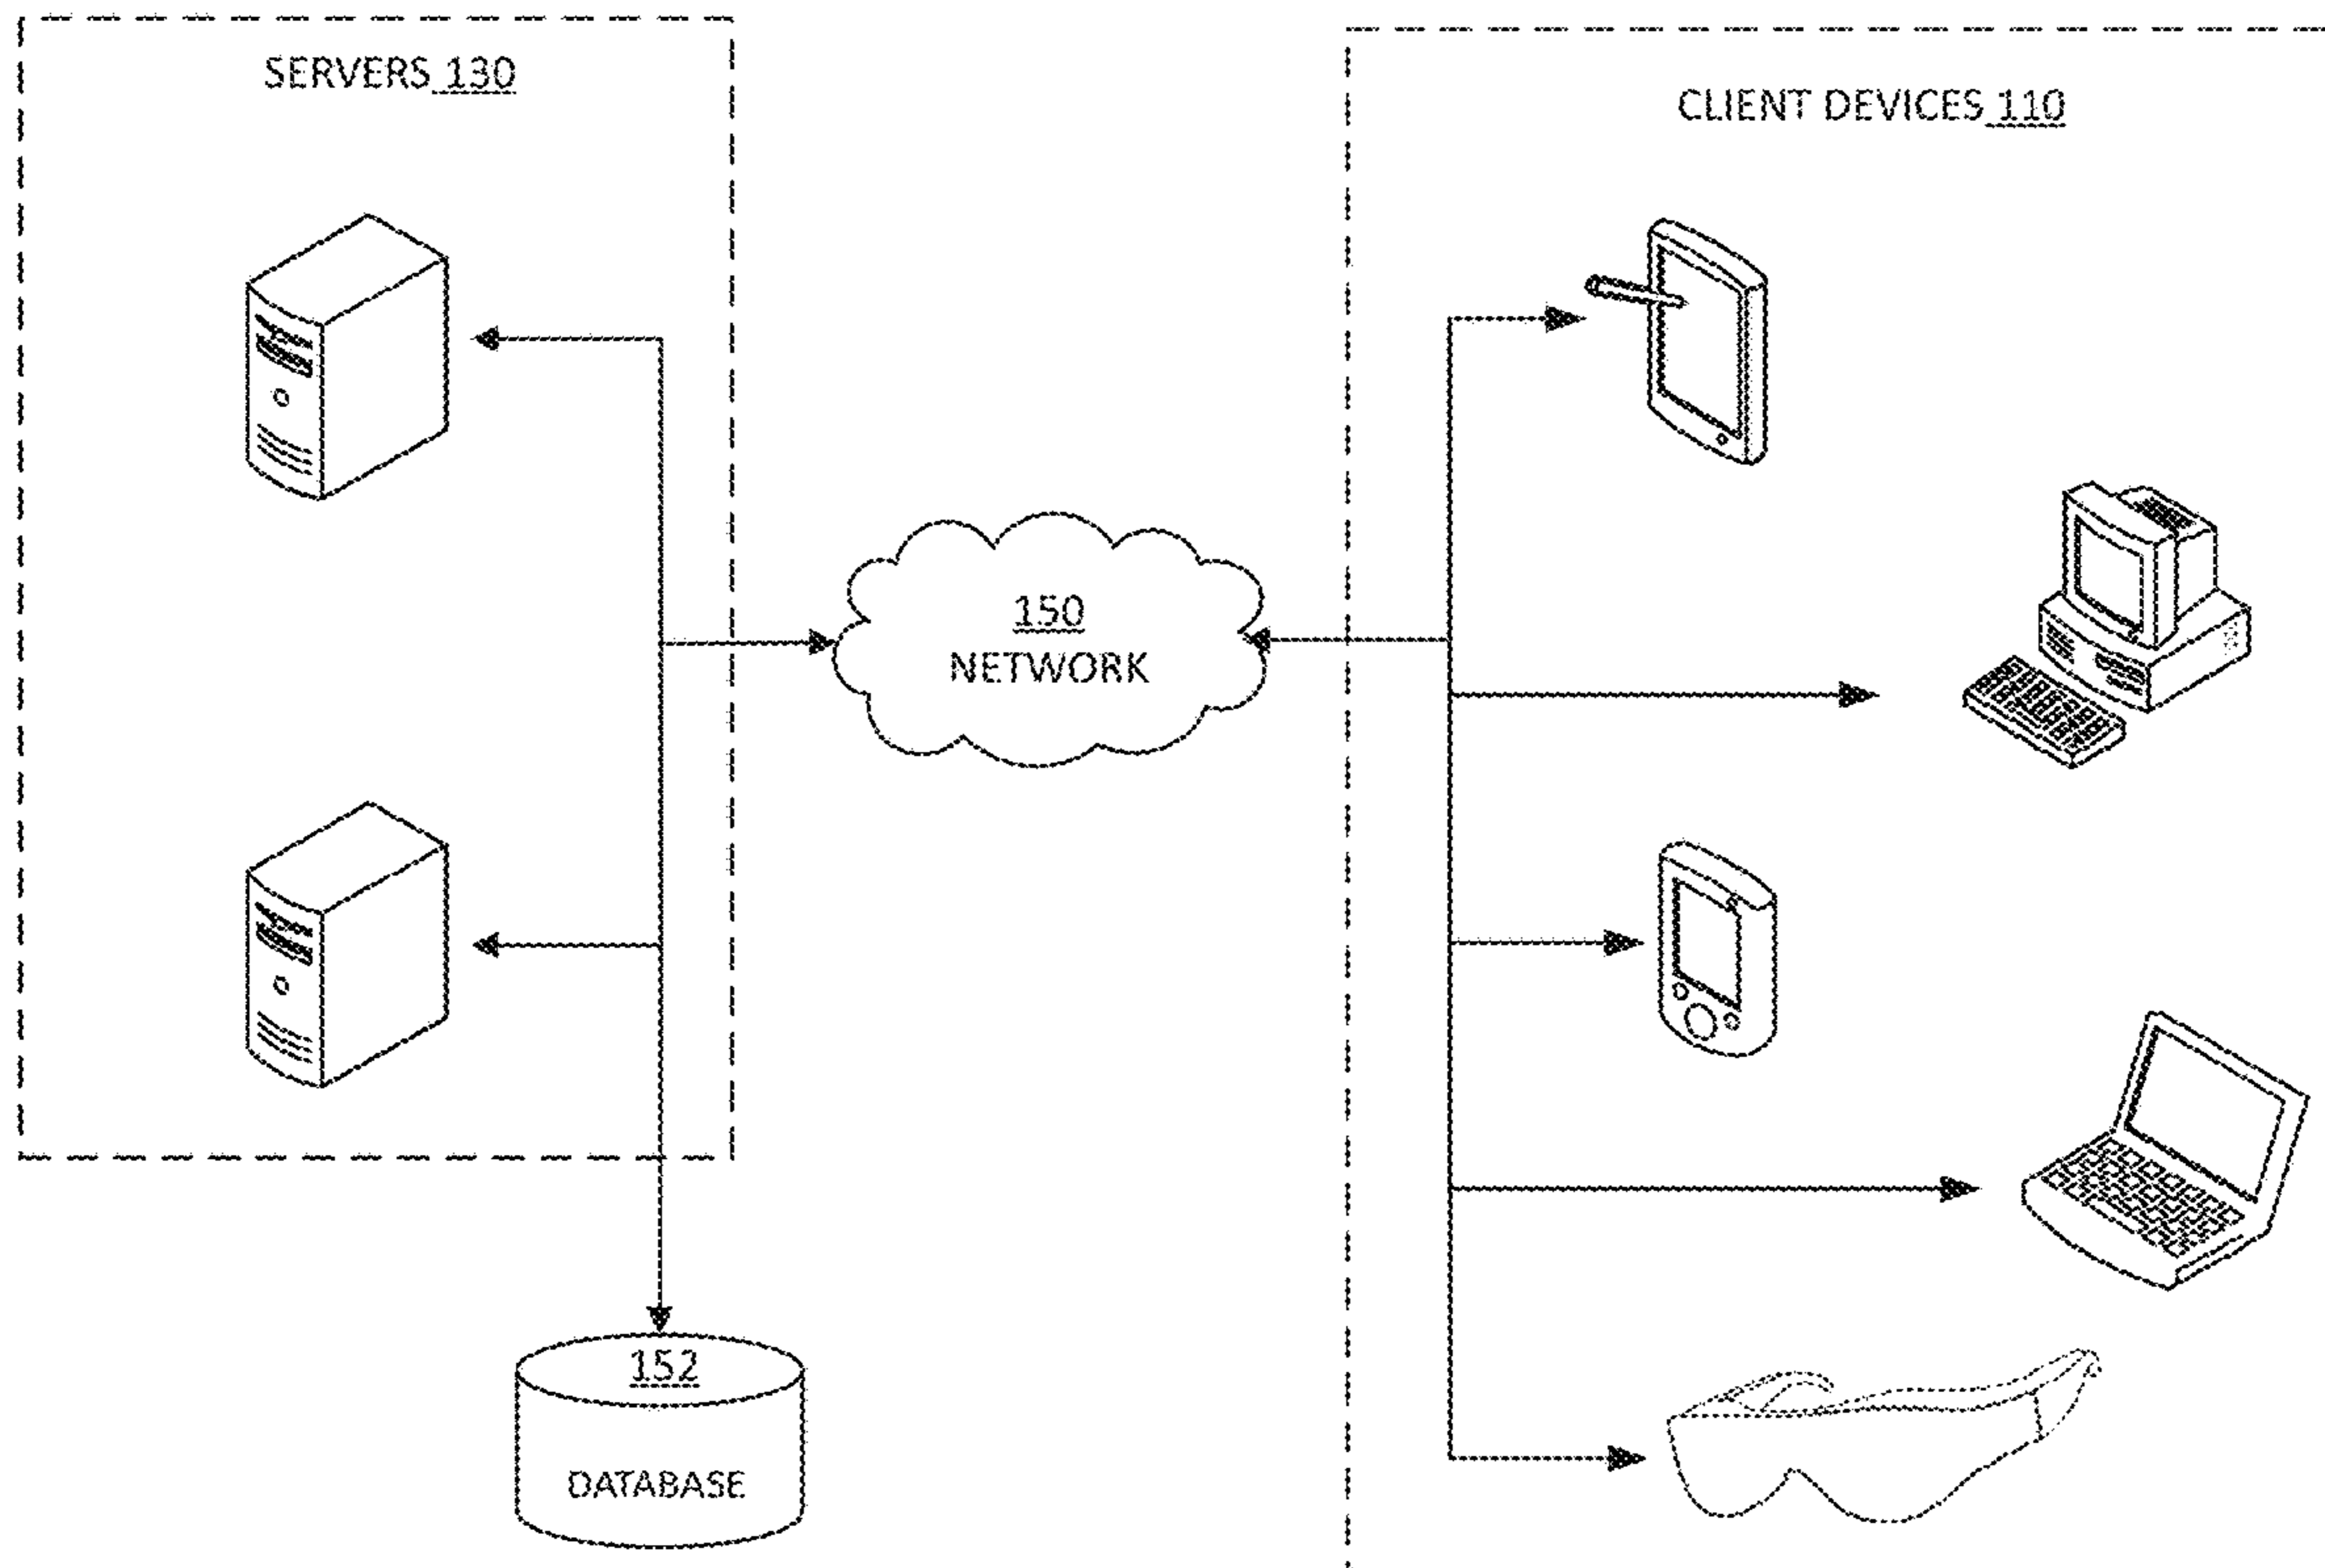 SERVERS 130
CLIENT DEVICES 110
150
NETWORK
152
DATABASE